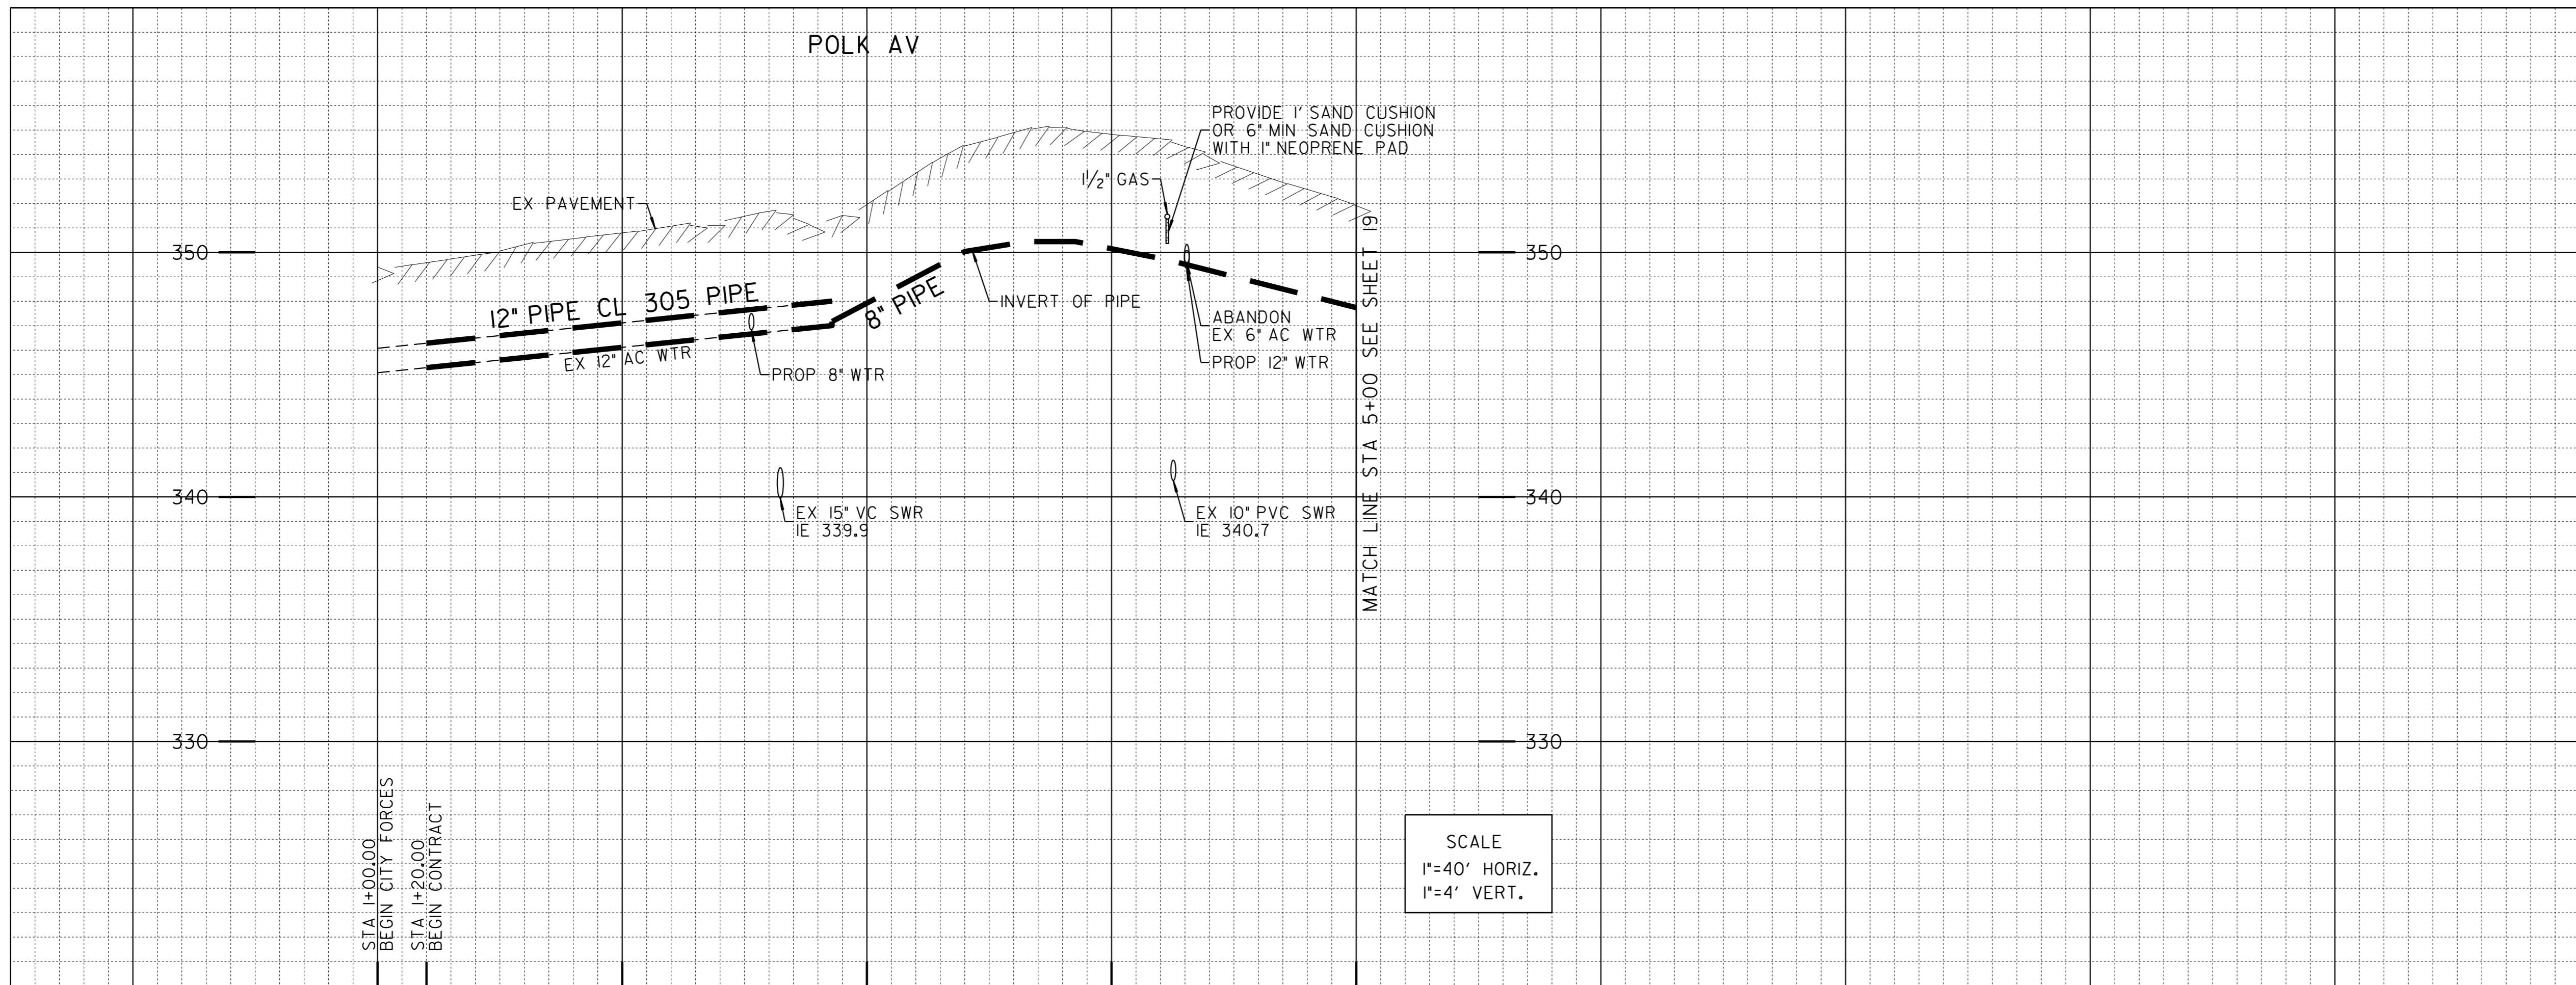 POLK AV
PROVIDE 1' SAND CUSHION
OR 6" MIN SAND CUSHION
WITH 1" NEOPRENE PAD
1 1/2" GAS
EX PAVEMENT
350
350
12" PIPE CL 305 PIPE
8" PIPE
INVERT OF PIPE
ABANDON
EX 6" AC WTR
PROP 12" WTR
EX 12" AC WTR
PROP 8" WTR
MATCH LINE STA 5+00 SEE SHEET 19
340
340
EX 15" VC SWR
IE 339.9
EX 10" PVC SWR
IE 340.7
330
330
STA 1+00.00
BEGIN CITY FORCES
STA 1+20.00
BEGIN CONTRACT
SCALE
1"=40' HORIZ.
1"=4' VERT.